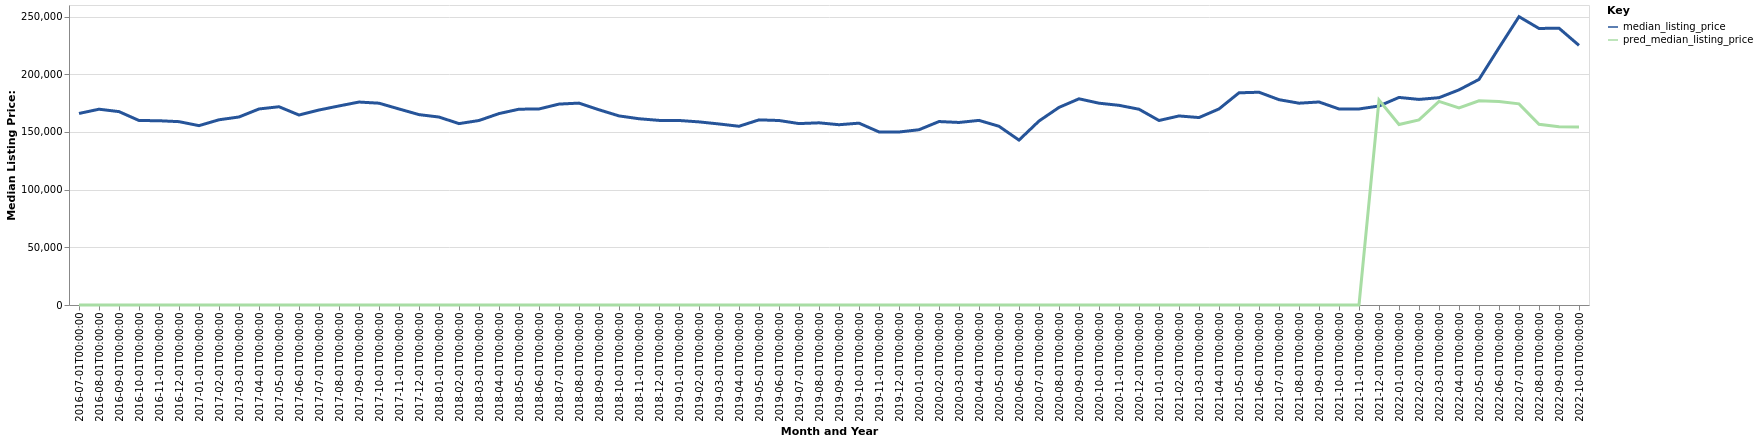 Median Listing Price:
250,000
200,000
150,000
100,000
50,000
0
2016-07-01T00:00:00
2016-08-01T00:00:00
2016-09-01T00:00:00
2016-10-01T00:00:00
2016-11-01T00:00:00
2016-12-01T00:00:00
2017-01-01T00:00:00
2017-02-01T00:00:00
2017-03-01T00:00:00
2017-04-01T00:00:00
2017-05-01T00:00:00
2017-06-01T00:00:00
2017-07-01T00:00:00
2017-08-01T00:00:00
2017-09-01T00:00:00
2017-10-01T00:00:00
2017-11-01T00:00:00
2017-12-01T00:00:00
2018-01-01T00:00:00
2018-02-01T00:00:00
2018-03-01T00:00:00
2018-04-01T00:00:00
2018-05-01T00:00:00
2018-06-01T00:00:00
2018-07-01T00:00:00
2018-08-01T00:00:00
2018-09-01T00:00:00
2018-10-01T00:00:00
2018-11-01T00:00:00
2018-12-01T00:00:00
2019-01-01T00:00:00
2019-02-01T00:00:00
2019-03-01T00:00:00
2019-04-01T00:00:00
2019-05-01T00:00:00
2019-06-01T00:00:00
2019-07-01T00:00:00
2019-08-01T00:00:00
2019-09-01T00:00:00
2019-10-01T00:00:00
2019-11-01T00:00:00
2019-12-01T00:00:00
2020-01-01T00:00:00
2020-02-01T00:00:00
2020-03-01T00:00:00
2020-04-01T00:00:00
2020-05-01T00:00:00
2020-06-01T00:00:00
2020-07-01T00:00:00
2020-08-01T00:00:00
2020-09-01T00:00:00
2020-10-01T00:00:00
2020-11-01T00:00:00
2020-12-01T00:00:00
2021-01-01T00:00:00
2021-02-01T00:00:00
2021-03-01T00:00:00
2021-04-01T00:00:00
2021-05-01T00:00:00
2021-06-01T00:00:00
2021-07-01T00:00:00
2021-08-01T00:00:00
2021-09-01T00:00:00
2021-10-01T00:00:00
2021-11-01T00:00:00
2021-12-01T00:00:00
2022-01-01T00:00:00
2022-02-01T00:00:00
2022-03-01T00:00:00
2022-04-01T00:00:00
2022-05-01T00:00:00
2022-06-01T00:00:00
2022-07-01T00:00:00
2022-08-01T00:00:00
2022-09-01T00:00:00
2022-10-01T00:00:00
Month and Year
Key
median_listing_price
pred_median_listing_price